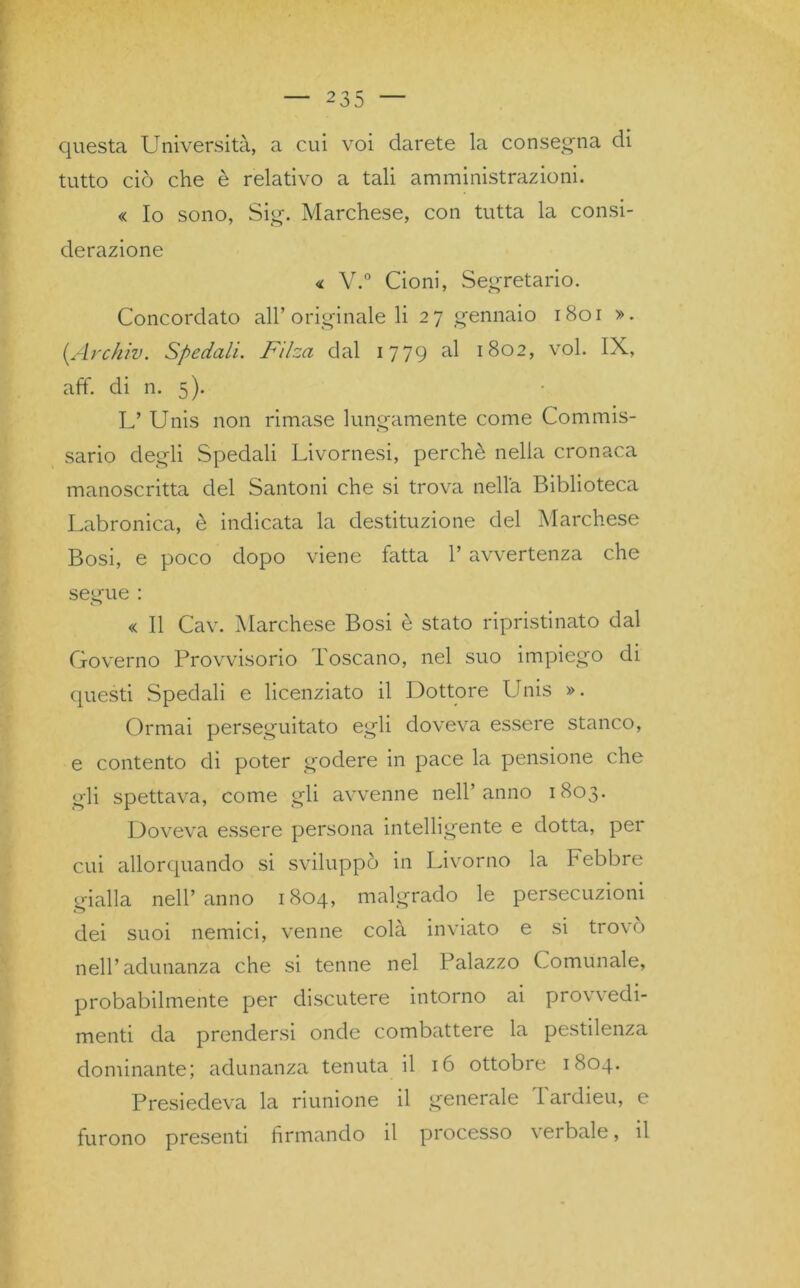 — 235 —
questa Università, a cui voi darete la consegna di
tutto ciò che è relativo a tali amministrazioni.
« Io sono, Sig. Marchese, con tutta la consi-
derazione
« V.° Cioni, Segretario.
Concordato all’originale li 27 gennaio 1801 ».
(Archiv. Spedali. Filza dal 1779 al 1802, vol. IX,
aff. di n. 5).
L’ Unis non rimase lungamente come Commis-
sario degli Spedali Livornesi, perchè nella cronaca
manoscritta del Santoni che si trova nella Biblioteca
Labronica, è indicata la destituzione del Marchese
Bosi, e poco dopo viene fatta l’ avvertenza che
segue :
« Il Cav. Marchese Bosi è stato ripristinato dal
Governo Provvisorio Toscano, nel suo impiego di
questi Spedali e licenziato il Dottore Unis ».
Ormai perseguitato egli doveva essere stanco,
e contento di poter godere in pace la pensione che
gli spettava, come gli avvenne nell’ anno 1803.
Doveva essere persona intelligente e dotta, per
cui allorquando si sviluppò in Livorno la Febbre
gialla nell’ anno 1804, malgrado le persecuzioni
dei suoi nemici, venne colà inviato e si trovò
nell’adunanza che si tenne nel Palazzo Comunale,
probabilmente per discutere intorno ai provvedi-
menti da prendersi onde combattere la pestilenza
dominante; adunanza tenuta il 16 ottobre 1804.
Presiedeva la riunione il generale Tardieu, e
furono presenti firmando il processo verbale, il